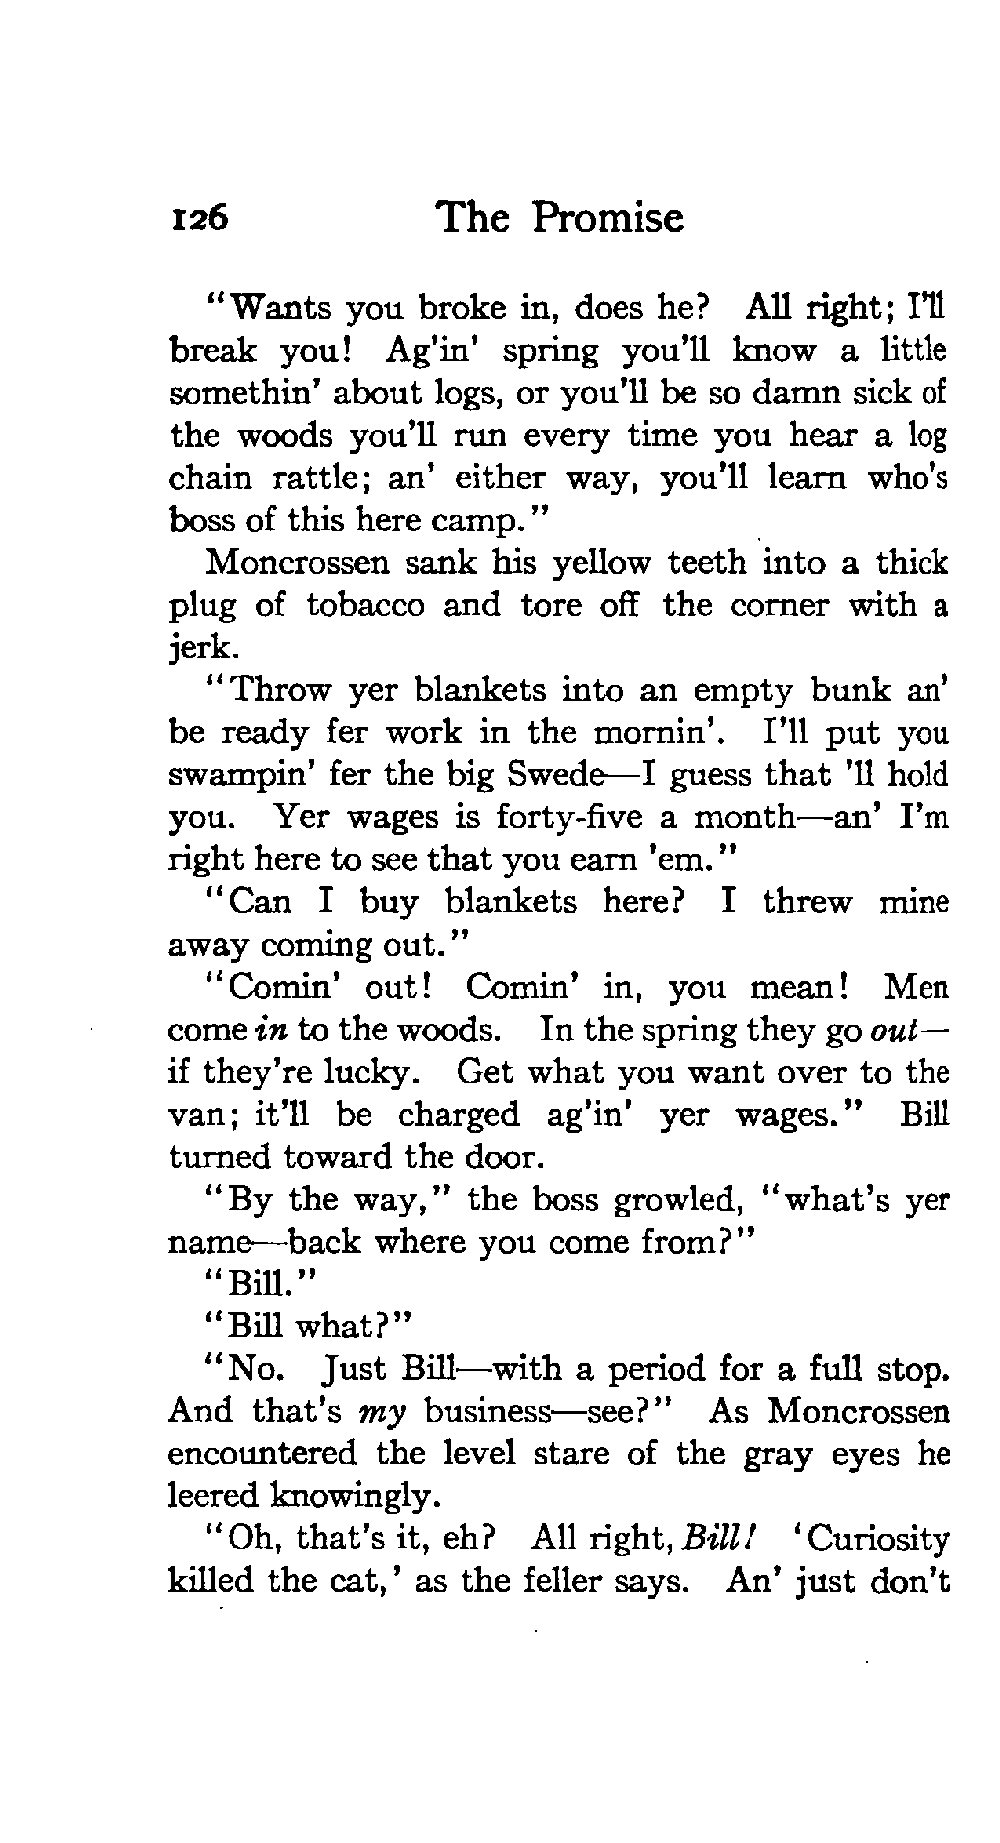 126 The Promise
"Wants you broke in, does he? All right; I'll
break you! Ag'in' spring you'll know a little
somethin' about logs, or you'll be so damn sick of
the woods you'll run every time you hear a log
chain rattle; an' either way, you'll learn who's
boss of this here camp."
Moncrossen sank his yellow teeth into a thick
plug of tobacco and tore off the corner with a
jerk.
"Throw yer blankets into an empty bunk an'
be ready fer work in the mornin'. I'll put you
swampin' fer the big Swede—I guess that 'll hold
you. Yer wages is forty-five a month—an' I'm
right here to see that you earn 'em."
"Can I buy blankets here? I threw mine
away coming out."
"Comin' out! Comin' in, you mean! Men
come in to the woods. In the spring they go out—
if they're lucky. Get what you want over to the
van; it'll be charged ag'in' yer wages." Bill
turned toward the door.
"By the way," the boss growled, "what's yer
name—back where you come from?"
"Bill."
"Bill what?"
"No. Just Bill—with a period for a full stop.
And that's my business—see?" As Moncrossen
encountered the level stare of the gray eyes he
leered knowingly.
"Oh, that's it, eh? All right, Bill! 'Curiosity
killed the cat,' as the feller says. An' just don't